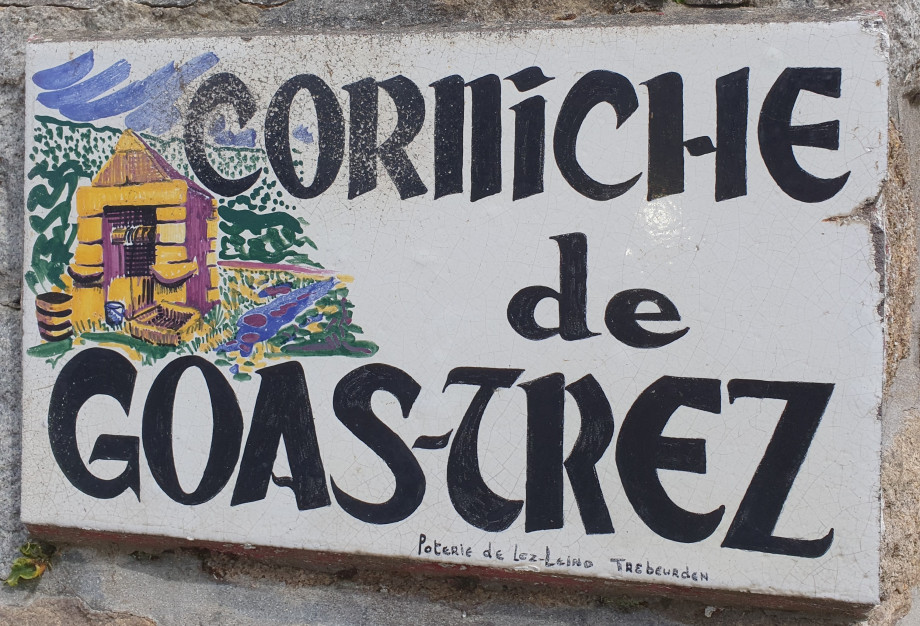 CORNICHE
de
GOAS-TREZ
Poterie de Lez-Leino Trebeurden